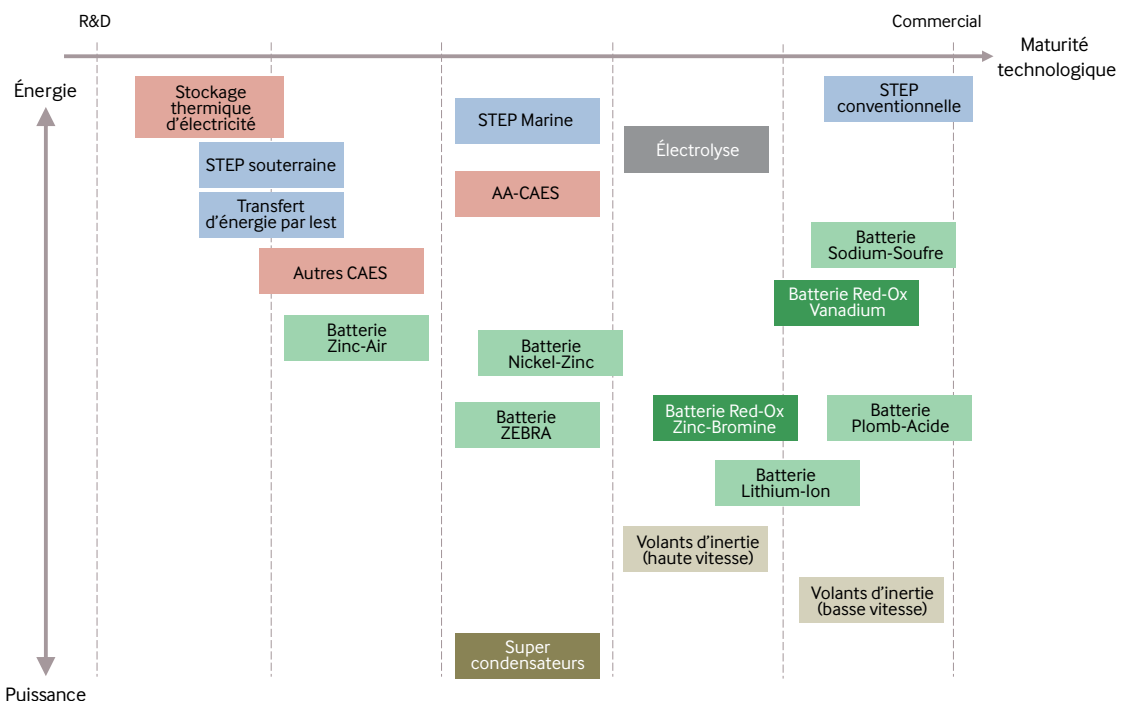 R&D
Commercial
Maturité
technologique
Énergie
Stockage
thermique
d’électricité
STEP Marine
STEP
conventionnelle
Électrolyse
STEP souterraine
AA-CAES
Transfert
d’énergie par lest
Batterie
Sodium-Soufre
Autres CAES
Batterie Red-Ox
Vanadium
Batterie
Zinc-Air
Batterie
Nickel-Zinc
Batterie
ZEBRA
Batterie Red-Ox
Zinc-Bromine
Batterie
Plomb-Acide
Batterie
Lithium-Ion
Volants d’inertie
(haute vitesse)
Volants d’inertie
(basse vitesse)
Super
condensateurs
Puissance